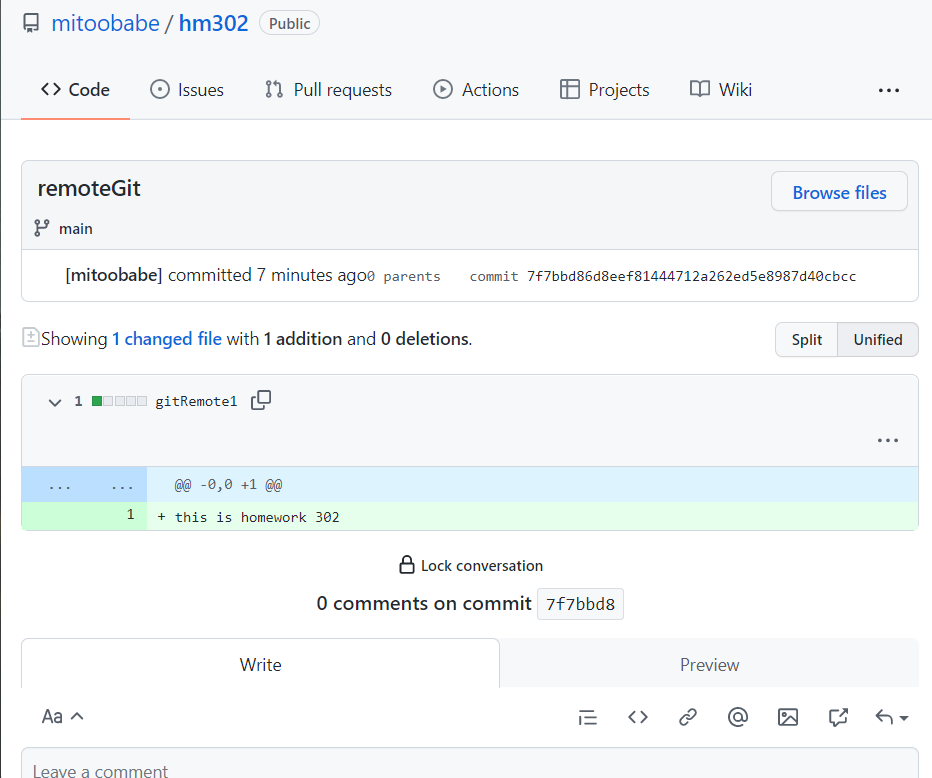 mitoobabe / hm302 Public
Code Issues Pull requests Actions Projects Wiki ...
remoteGit
Browse files
main
[mitoobabe] committed 7 minutes ago0 parents commit 7f7bbd86d8eef81444712a262ed5e8987d40cbcc
Showing 1 changed file with 1 addition and 0 deletions.
Split Unified
1 gitRemote1
...
... ... @@ -0,0 +1 @@
1 + this is homework 302
Lock conversation
0 comments on commit 7f7bbd8
Write Preview
Aa
Leave a comment